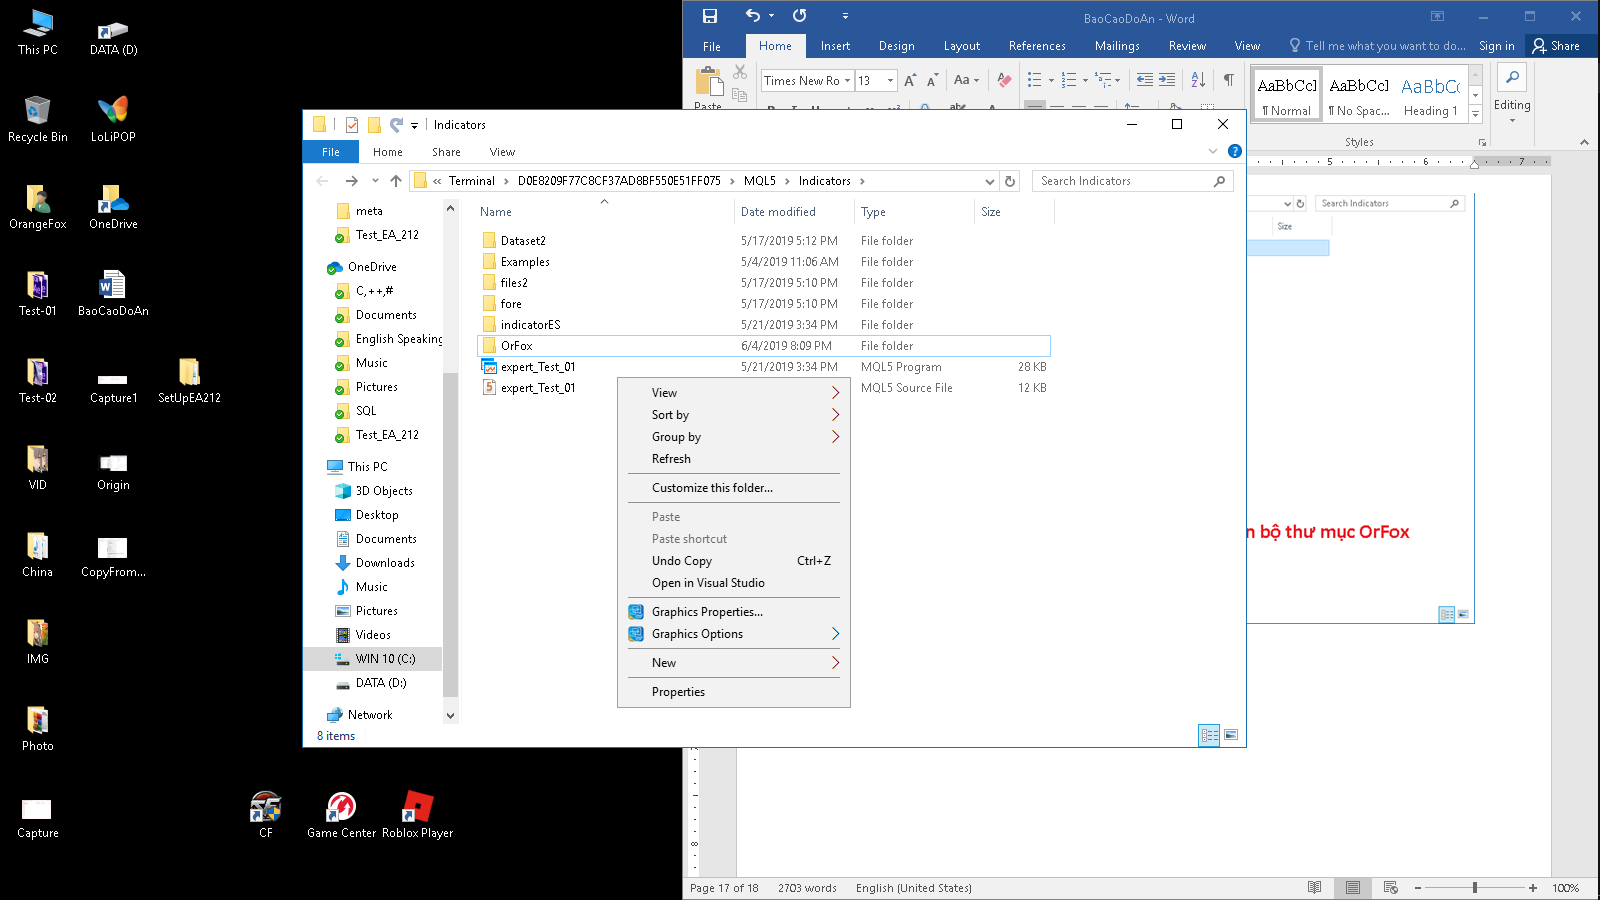 This PC
DATA (D)
Recycle Bin
LoLiPOP
OrangeFox
OneDrive
Test-01
BaoCaoDoAn
Test-02
Capture1
SetUpEA212
VID
Origin
China
CopyFrom...
IMG
Photo
Capture
CF
Game Center
Roblox Player
BaoCaoDoAn - Word
File
Home
Insert
Design
Layout
References
Mailings
Review
View
Tell me what you want to do...
Sign in
Share
Times New Ro
13
Aa
AaBbCcI
AaBbCcI
AaBbCc
¶ Normal
¶ No Spac...
Heading 1
Styles
Editing
5
6
7
Search Indicators
Size
n bộ thư mục OrFox
Page 17 of 18
2703 words
English (United States)
100%
Indicators
File
Home
Share
View
« Terminal > D0E8209F77C8CF37AD8BF550E51FF075 > MQL5 > Indicators >
Search Indicators
meta
Test_EA_212
OneDrive
C,++,#
Documents
English Speaking
Music
Pictures
SQL
Test_EA_212
This PC
3D Objects
Desktop
Documents
Downloads
Music
Pictures
Videos
WIN 10 (C:)
DATA (D:)
Network
8 items
Name
Date modified
Type
Size
Dataset2 5/17/2019 5:12 PM File folder
Examples 5/4/2019 11:06 AM File folder
files2 5/17/2019 5:10 PM File folder
fore 5/17/2019 5:10 PM File folder
indicatorES 5/21/2019 3:34 PM File folder
OrFox 6/4/2019 8:09 PM File folder
expert_Test_01 5/21/2019 3:34 PM MQL5 Program 28 KB
expert_Test_01 MQL5 Source File 12 KB
View
Sort by
Group by
Refresh
Customize this folder...
Paste
Paste shortcut
Undo Copy Ctrl+Z
Open in Visual Studio
Graphics Properties...
Graphics Options
New
Properties